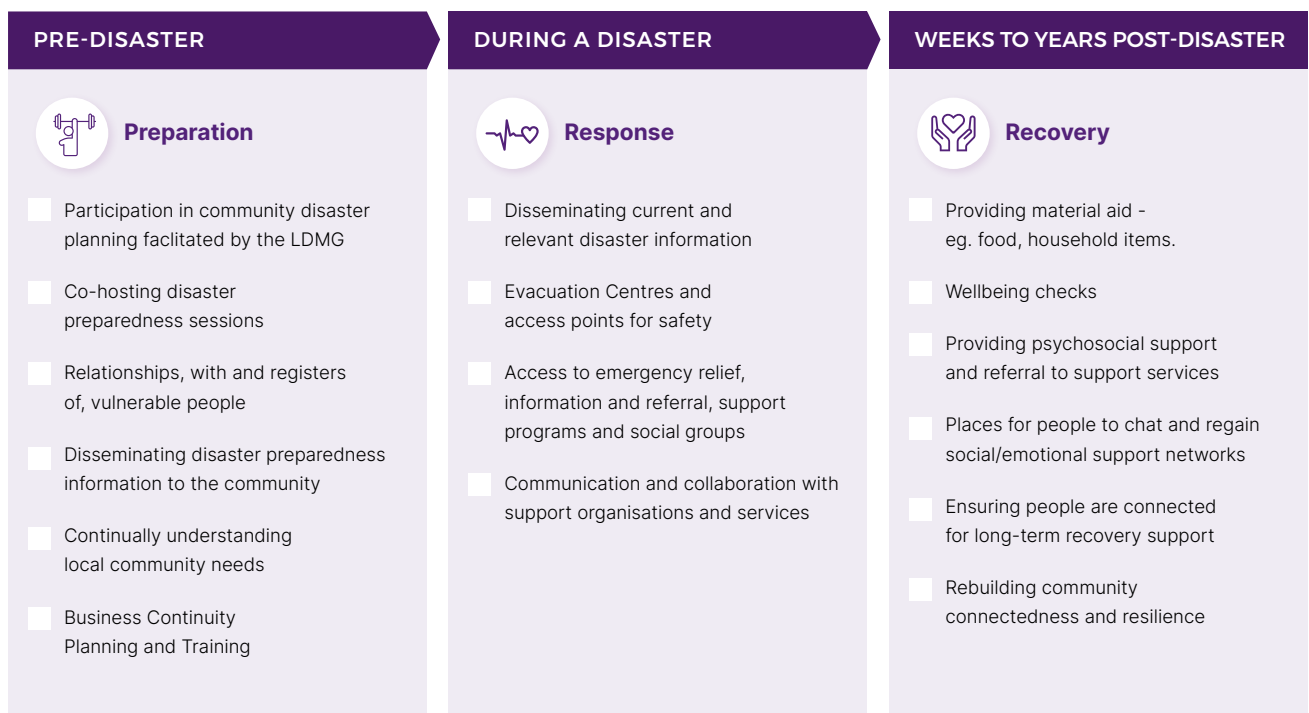 PRE-DISASTER
Preparation
Participation in community disaster
planning faclitated by the LDMG
Co-hosting disaster
preparedness sessions
Relationships, with and registers
of, vulnerable people
Disseminating disaster preparedness
information to the community
Continually understanding
local community needs
Business Continuity
Planning and Training
DURING A DISASTER
Response
Disseminating current and
relevant disaster information
Evacuation Centres and
access points for safety
Access to emergency relief,
information and referral, support
programs and social groups
Communication and collaboration with
support organisations and services
WEEKS TO YEARS POST-DISASTER
Recovery
Providing material aid -
eg. food, household items.
Wellbeing checks
Providing psychosocial support
and referral to support services
Places for people to chat and regain
social/emotional support networks
Ensuring people are connected
for long-term recovery support
Rebuilding community
connectedness and resilience